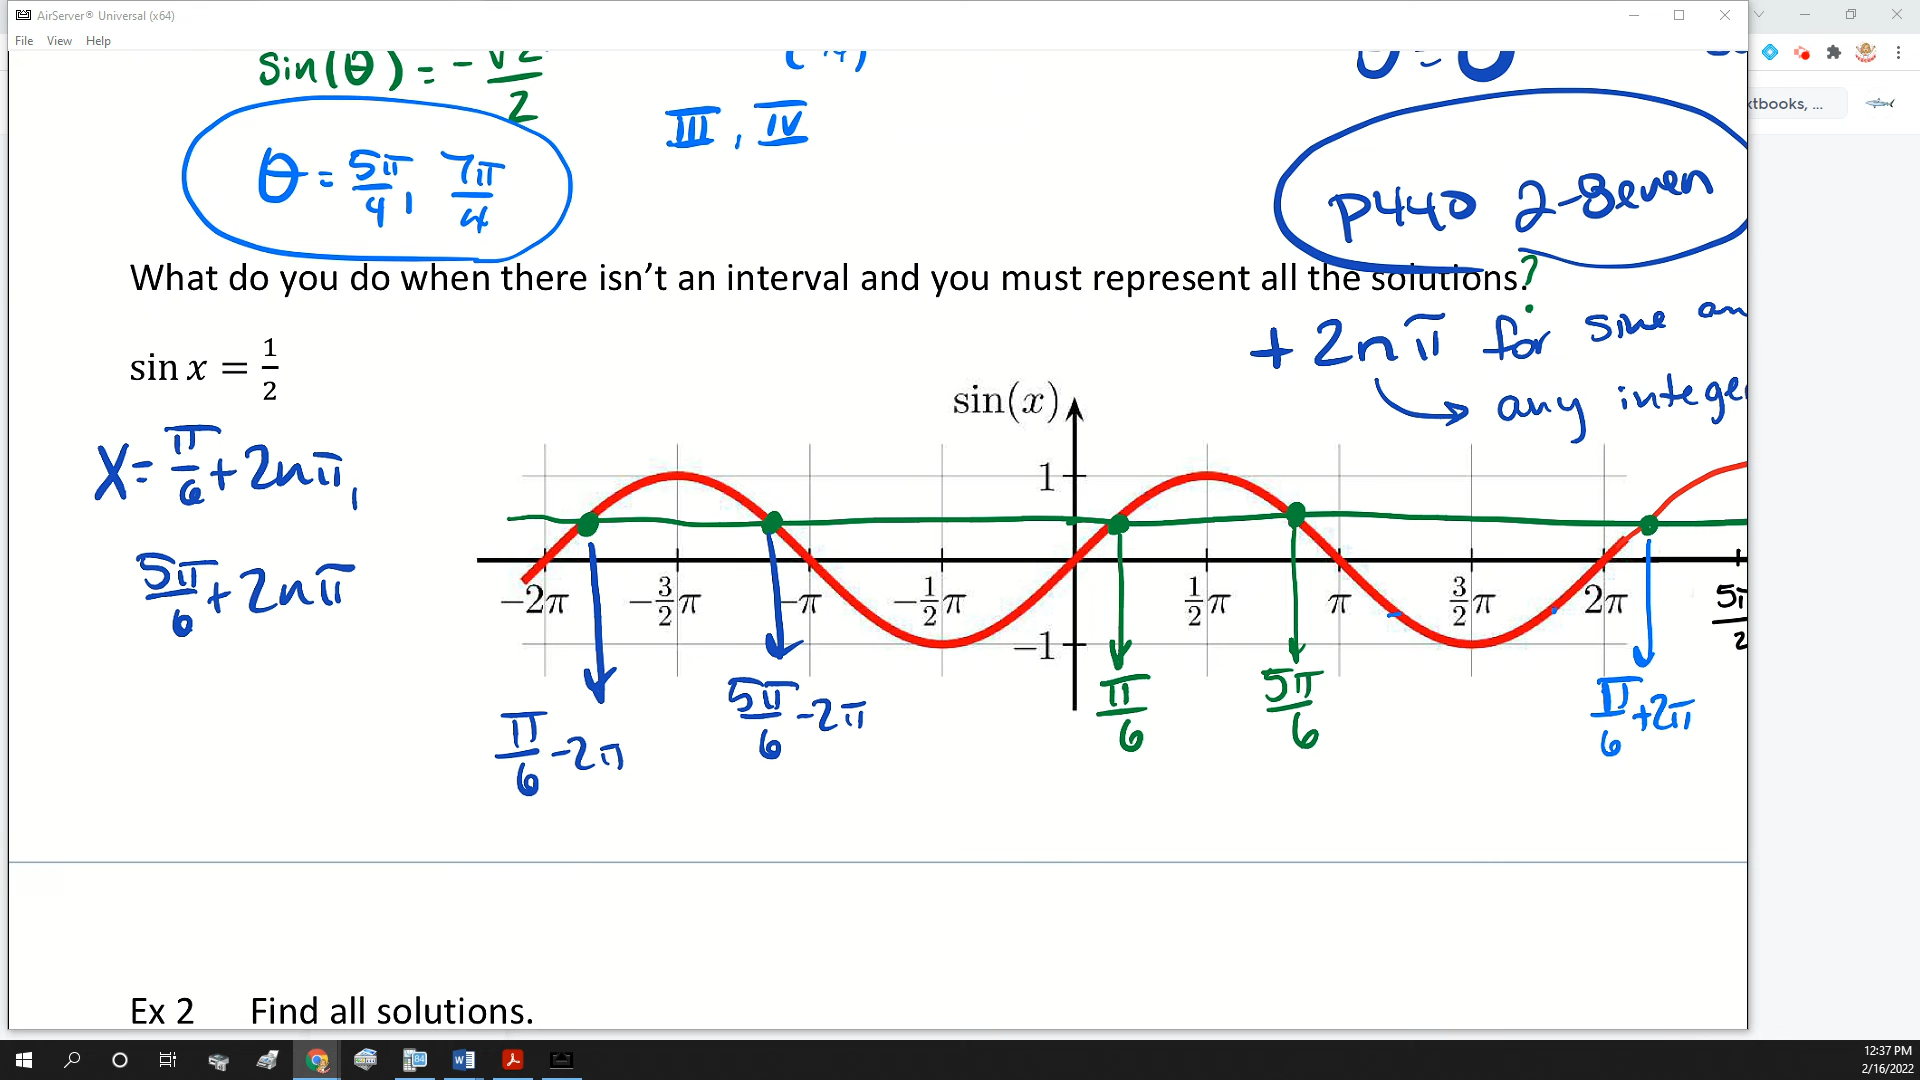 AirServer® Universal (x64)
File View Help
sin(θ) = -√2/2
III, IV
θ = 5π/4, 7π/4
p440 2-8even
xtbooks, ...
What do you do when there isn't an interval and you must represent all the solutions?
+ 2nπ for sine an
any intege
sin x = 1/2
x = π/6 + 2nπ,
5π/6 + 2nπ
sin(x)
1
-2π -3/2π -π -1/2π 1/2π π 3/2π 2π 5π/2
-1
π/6 - 2π 5π/6 - 2π π/6 5π/6 π/6 + 2π
Ex 2 Find all solutions.
12:37 PM
2/16/2022